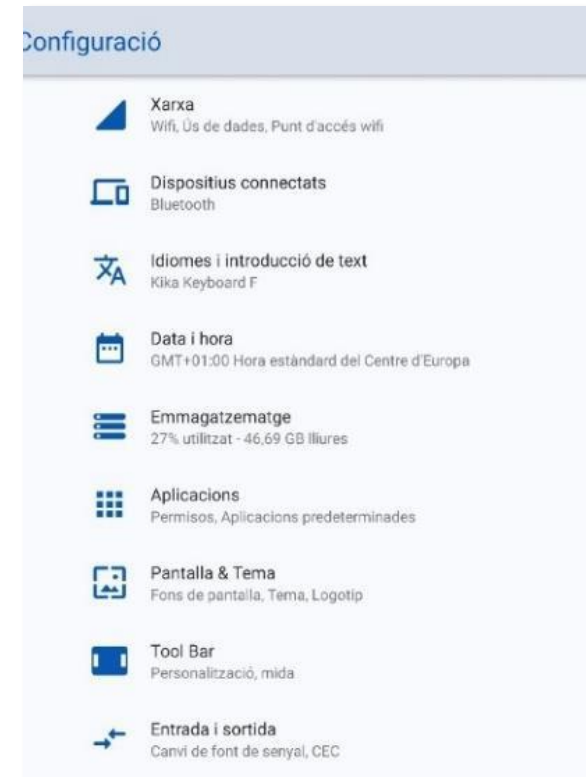 Configuració
Xarxa
Wifi, Ús de dades, Punt d'accés wifi
Dispositius connectats
Bluetooth
Idiomes i introducció de text
Kika Keyboard F
Data i hora
GMT+01:00 Hora estàndard del Centre d'Europa
Emmagatzematge
27% utilitzat - 46,69 GB lliures
Aplicacions
Permisos, Aplicacions predeterminades
Pantalla & Tema
Fons de pantalla, Tema, Logotip
Tool Bar
Personalització, mida
Entrada i sortida
Canvi de font de senyal, CEC